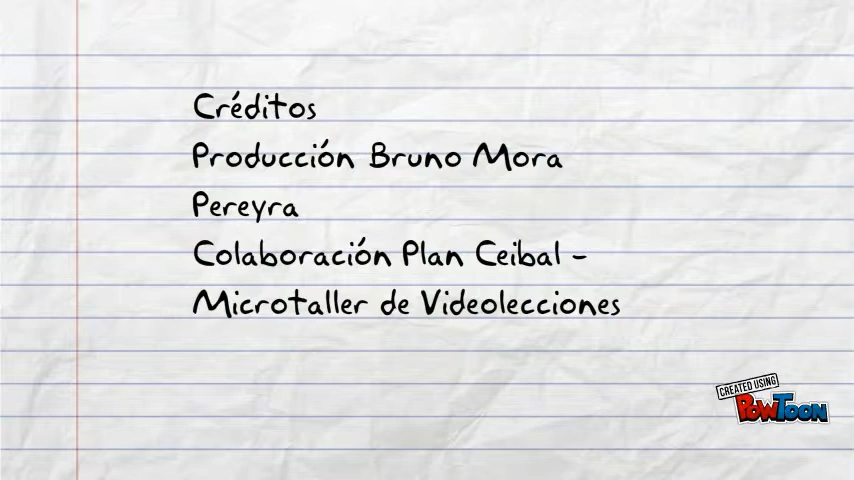 Créditos
Producción Bruno Mora
Pereyra
Colaboración Plan Ceibal -
Microtaller de Videolecciones
CREATED USING
POWTOON